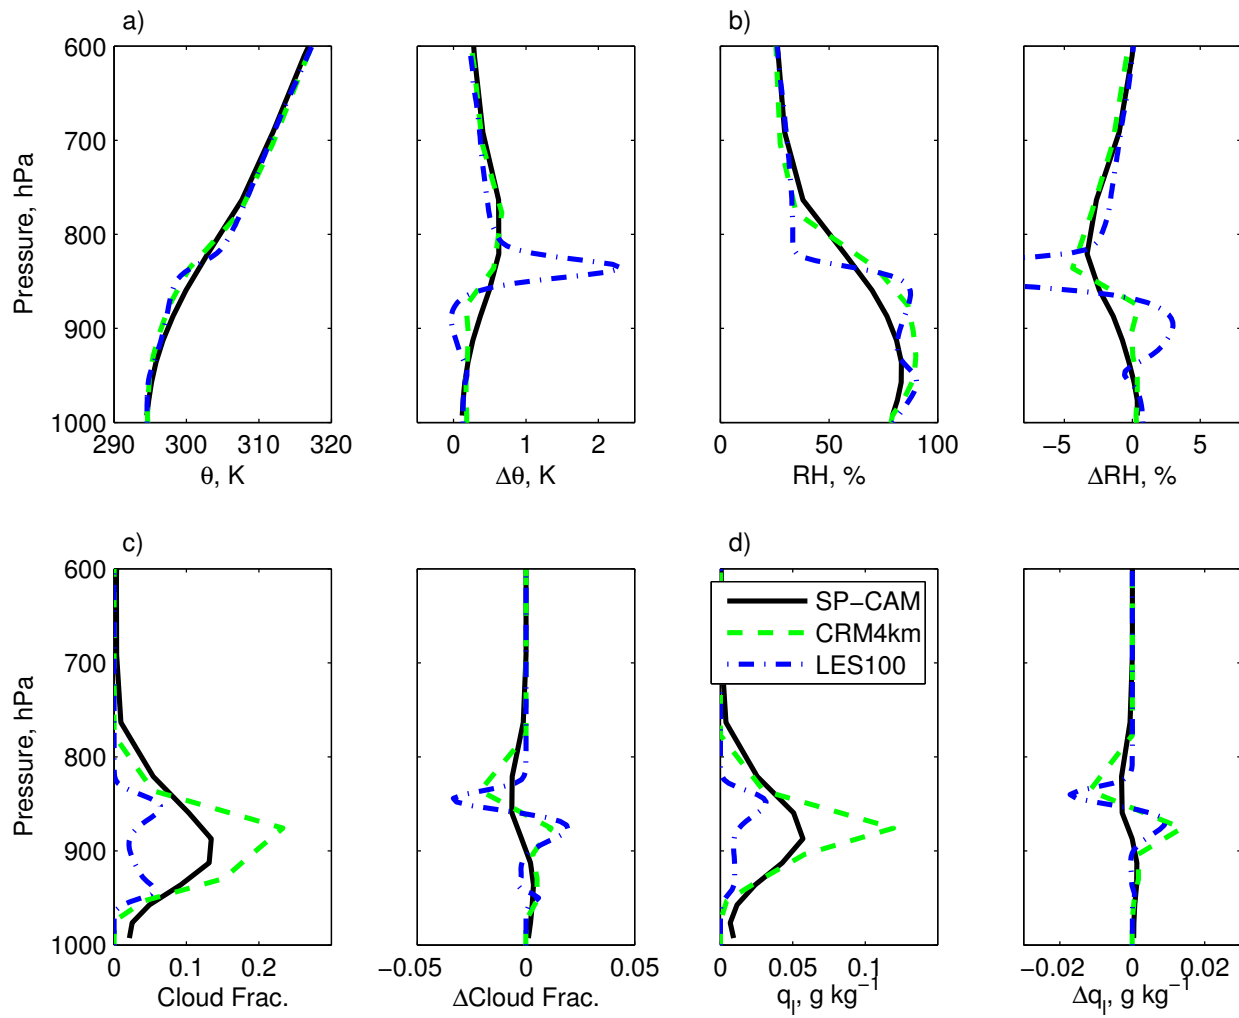 a)
b)
600
700
800
900
1000
Pressure, hPa
290 300 310 320
θ, K
0 1 2
Δθ, K
0 50 100
RH, %
−5 0 5
ΔRH, %
c)
d)
600
700
800
900
1000
Pressure, hPa
SP−CAM
CRM4km
LES100
0 0.1 0.2
Cloud Frac.
−0.05 0 0.05
ΔCloud Frac.
0 0.05 0.1 0.15
q_l, g kg⁻¹
−0.02 0 0.02
Δq_l, g kg⁻¹